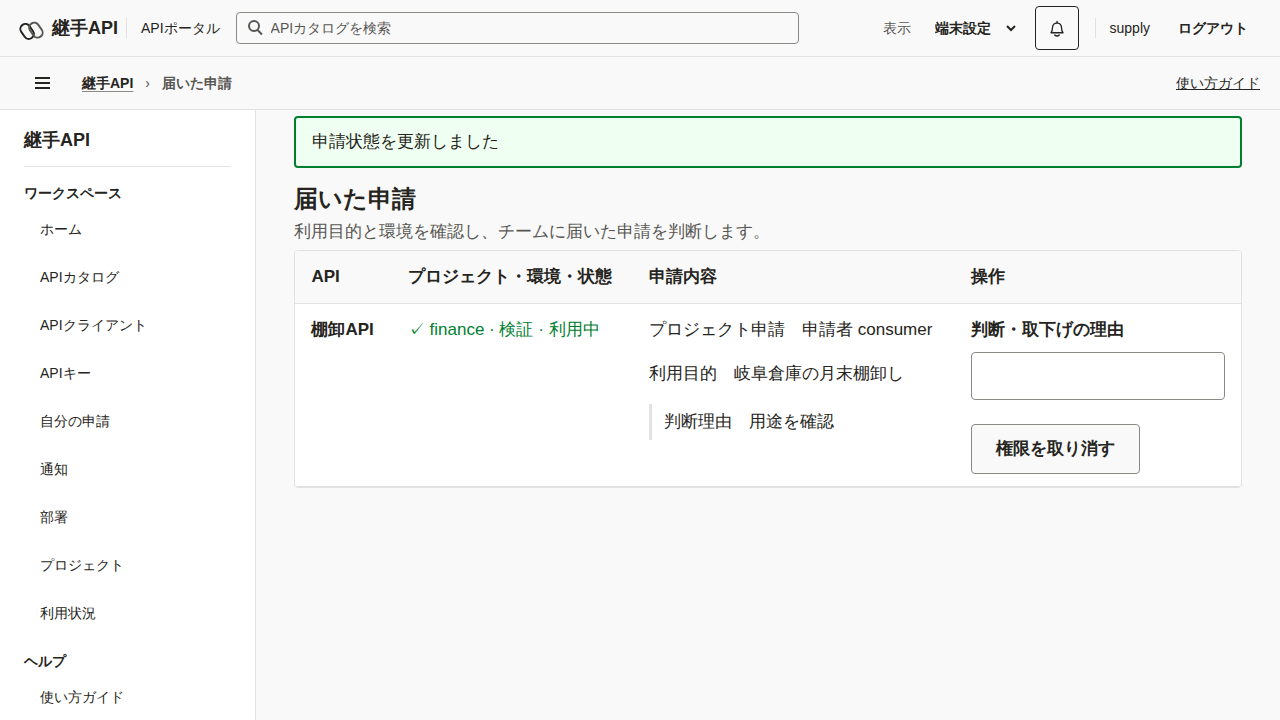 継手API
APIポータル
APIカタログを検索
表示
端末設定
supply
ログアウト
継手API › 届いた申請
使い方ガイド
継手API
ワークスペース
ホーム
APIカタログ
APIクライアント
APIキー
自分の申請
通知
部署
プロジェクト
利用状況
ヘルプ
使い方ガイド
申請状態を更新しました
届いた申請
利用目的と環境を確認し、チームに届いた申請を判断します。
API プロジェクト・環境・状態 申請内容 操作
棚卸API ✓ finance · 検証 · 利用中 プロジェクト申請　申請者 consumer 判断・取下げの理由
利用目的　岐阜倉庫の月末棚卸し
判断理由　用途を確認
権限を取り消す